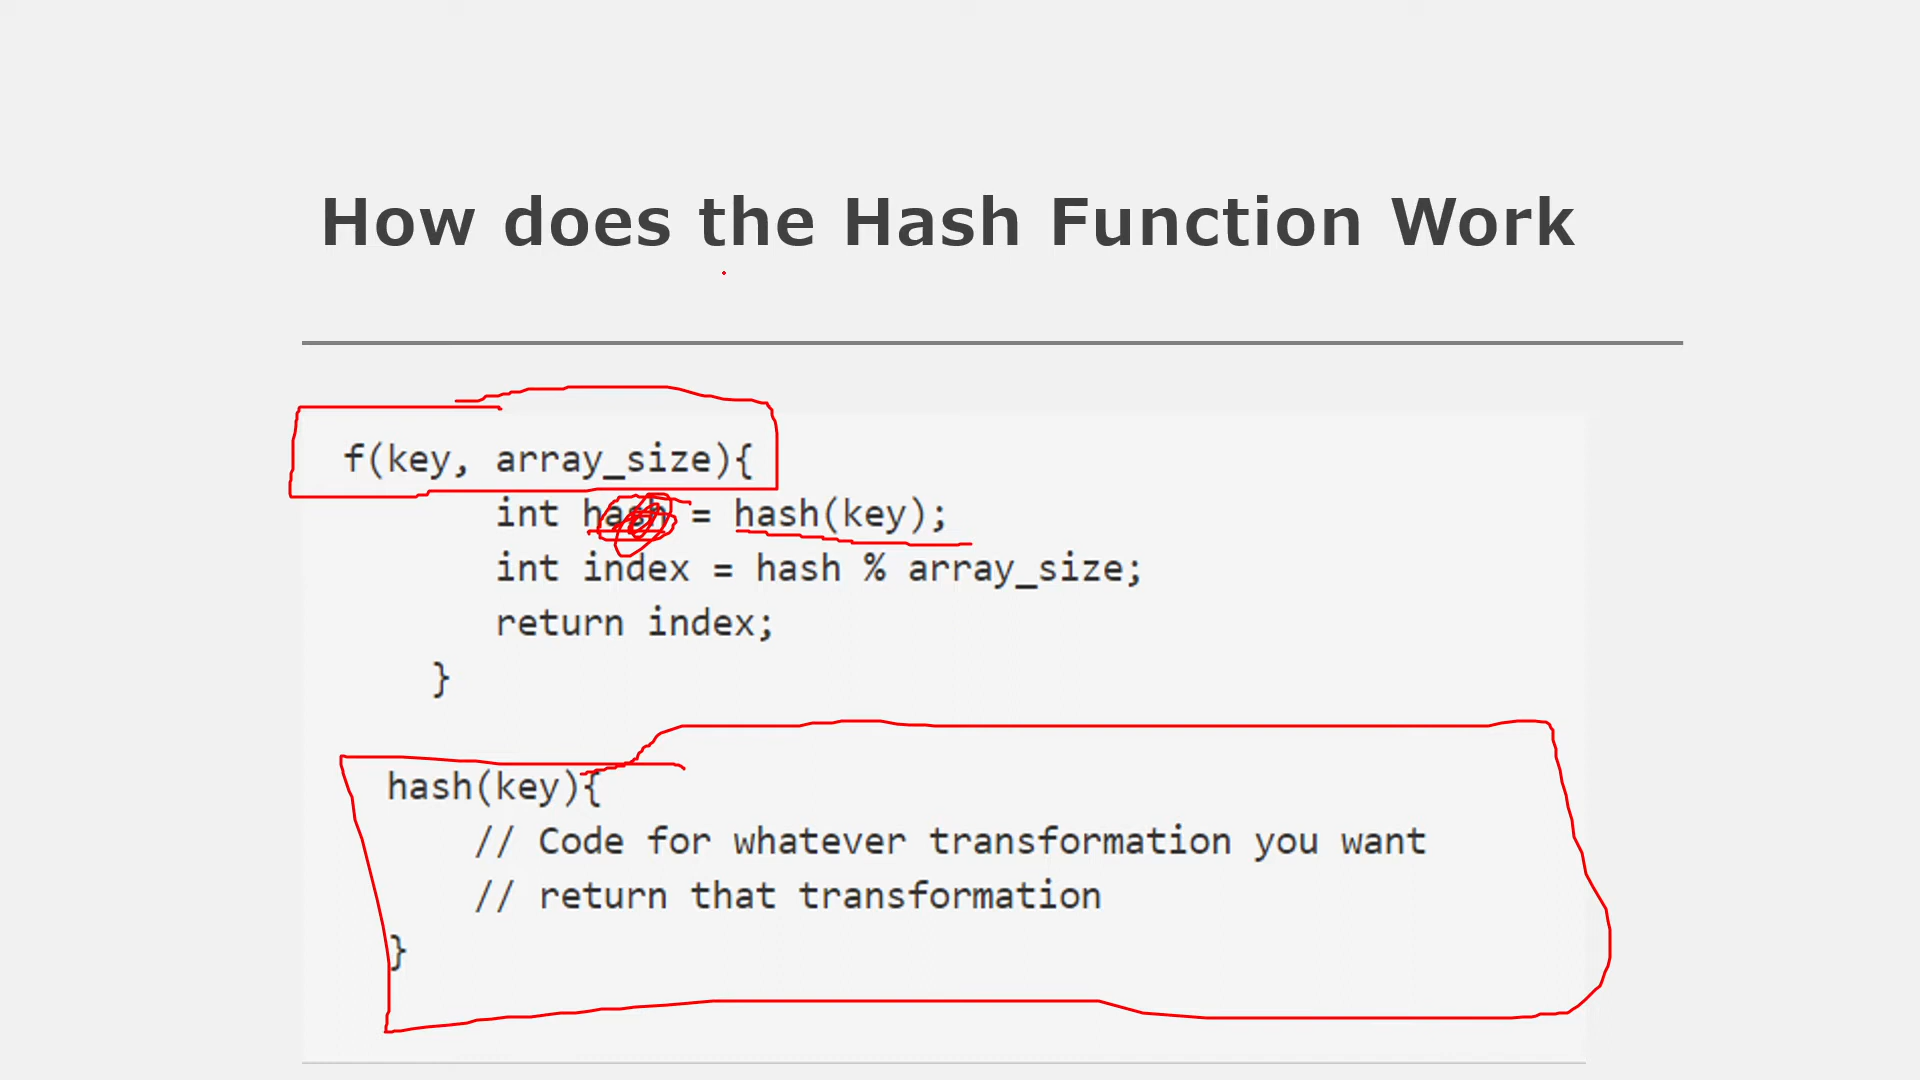 How does the Hash Function Work
f(key, array_size){
int hash = hash(key);
int index = hash % array_size;
return index;
}
hash(key){
// Code for whatever transformation you want
// return that transformation
}